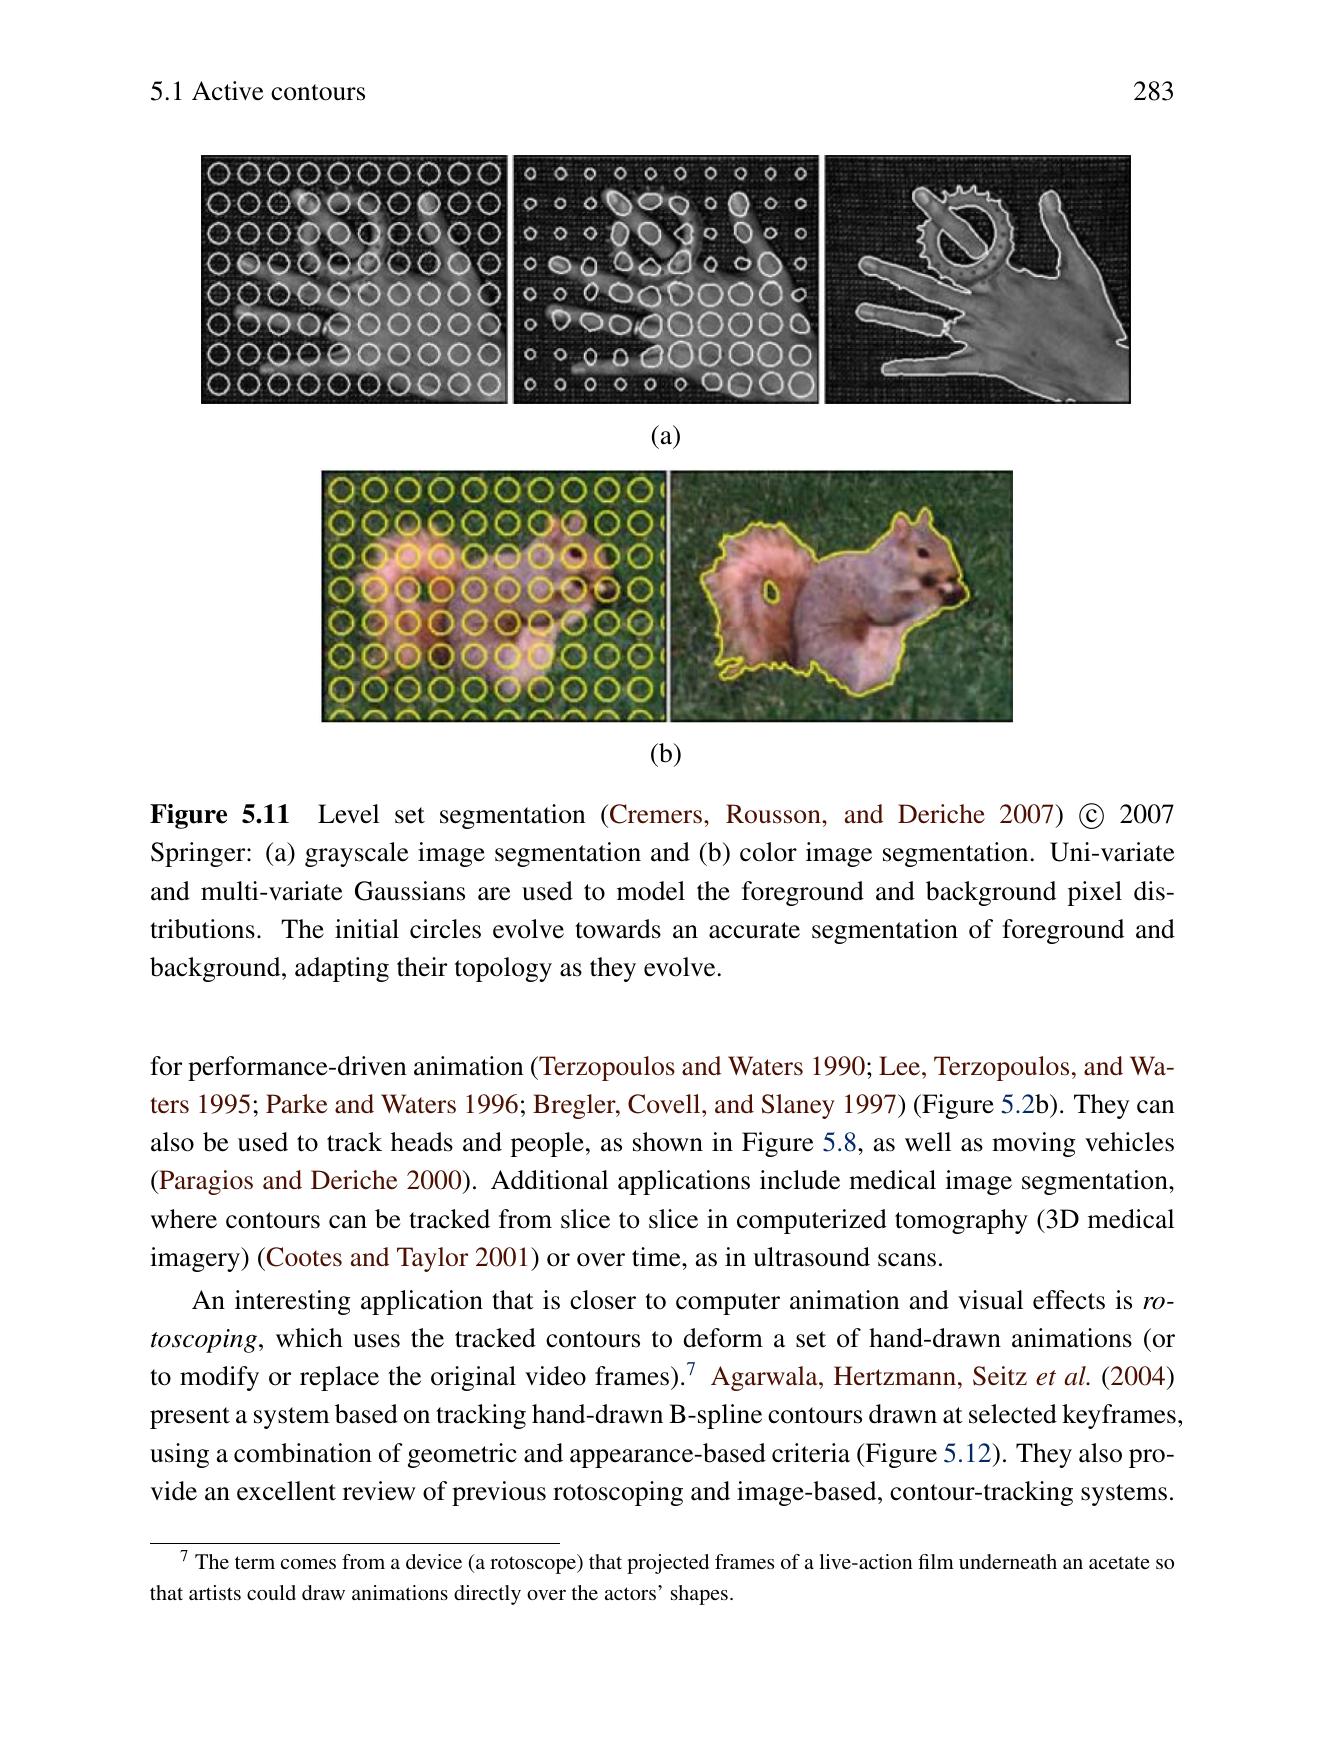 5.1 Active contours 283
(a)
(b)
Figure 5.11 Level set segmentation (Cremers, Rousson, and Deriche 2007) © 2007
Springer: (a) grayscale image segmentation and (b) color image segmentation. Uni-variate
and multi-variate Gaussians are used to model the foreground and background pixel dis-
tributions. The initial circles evolve towards an accurate segmentation of foreground and
background, adapting their topology as they evolve.
for performance-driven animation (Terzopoulos and Waters 1990; Lee, Terzopoulos, and Wa-
ters 1995; Parke and Waters 1996; Bregler, Covell, and Slaney 1997) (Figure 5.2b). They can
also be used to track heads and people, as shown in Figure 5.8, as well as moving vehicles
(Paragios and Deriche 2000). Additional applications include medical image segmentation,
where contours can be tracked from slice to slice in computerized tomography (3D medical
imagery) (Cootes and Taylor 2001) or over time, as in ultrasound scans.
An interesting application that is closer to computer animation and visual effects is ro-
toscoping, which uses the tracked contours to deform a set of hand-drawn animations (or
to modify or replace the original video frames).7 Agarwala, Hertzmann, Seitz et al. (2004)
present a system based on tracking hand-drawn B-spline contours drawn at selected keyframes,
using a combination of geometric and appearance-based criteria (Figure 5.12). They also pro-
vide an excellent review of previous rotoscoping and image-based, contour-tracking systems.
7 The term comes from a device (a rotoscope) that projected frames of a live-action film underneath an acetate so
that artists could draw animations directly over the actors' shapes.